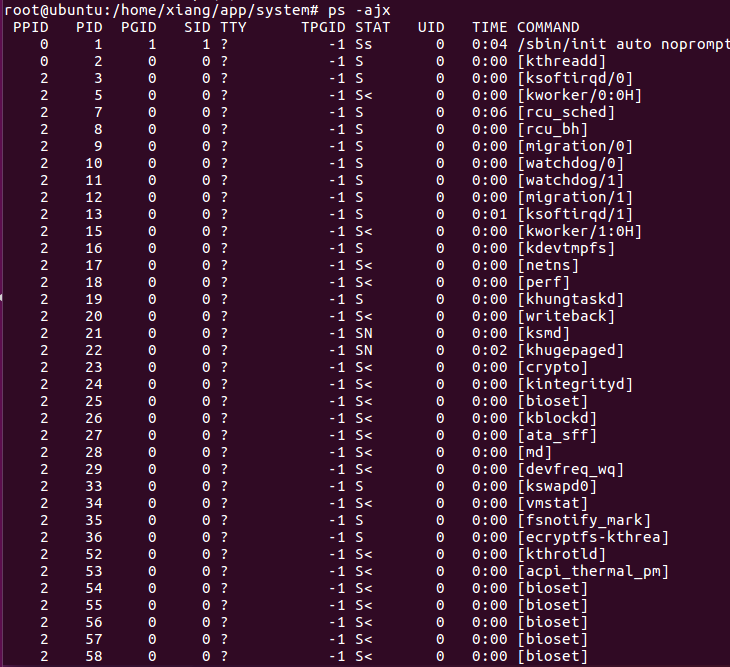 root@ubuntu:/home/xiang/app/system# ps -ajx
PPID PID PGID SID TTY TPGID STAT UID TIME COMMAND
0 1 1 1 ? -1 Ss 0 0:04 /sbin/init auto noprompt
0 2 0 0 ? -1 S 0 0:00 [kthreadd]
2 3 0 0 ? -1 S 0 0:00 [ksoftirqd/0]
2 5 0 0 ? -1 S< 0 0:00 [kworker/0:0H]
2 7 0 0 ? -1 S 0 0:06 [rcu_sched]
2 8 0 0 ? -1 S 0 0:00 [rcu_bh]
2 9 0 0 ? -1 S 0 0:00 [migration/0]
2 10 0 0 ? -1 S 0 0:00 [watchdog/0]
2 11 0 0 ? -1 S 0 0:00 [watchdog/1]
2 12 0 0 ? -1 S 0 0:00 [migration/1]
2 13 0 0 ? -1 S 0 0:01 [ksoftirqd/1]
2 15 0 0 ? -1 S< 0 0:00 [kworker/1:0H]
2 16 0 0 ? -1 S 0 0:00 [kdevtmpfs]
2 17 0 0 ? -1 S< 0 0:00 [netns]
2 18 0 0 ? -1 S< 0 0:00 [perf]
2 19 0 0 ? -1 S 0 0:00 [khungtaskd]
2 20 0 0 ? -1 S< 0 0:00 [writeback]
2 21 0 0 ? -1 SN 0 0:00 [ksmd]
2 22 0 0 ? -1 SN 0 0:02 [khugepaged]
2 23 0 0 ? -1 S< 0 0:00 [crypto]
2 24 0 0 ? -1 S< 0 0:00 [kintegrityd]
2 25 0 0 ? -1 S< 0 0:00 [bioset]
2 26 0 0 ? -1 S< 0 0:00 [kblockd]
2 27 0 0 ? -1 S< 0 0:00 [ata_sff]
2 28 0 0 ? -1 S< 0 0:00 [md]
2 29 0 0 ? -1 S< 0 0:00 [devfreq_wq]
2 33 0 0 ? -1 S 0 0:00 [kswapd0]
2 34 0 0 ? -1 S< 0 0:00 [vmstat]
2 35 0 0 ? -1 S 0 0:00 [fsnotify_mark]
2 36 0 0 ? -1 S 0 0:00 [ecryptfs-kthrea]
2 52 0 0 ? -1 S< 0 0:00 [kthrotld]
2 53 0 0 ? -1 S< 0 0:00 [acpi_thermal_pm]
2 54 0 0 ? -1 S< 0 0:00 [bioset]
2 55 0 0 ? -1 S< 0 0:00 [bioset]
2 56 0 0 ? -1 S< 0 0:00 [bioset]
2 57 0 0 ? -1 S< 0 0:00 [bioset]
2 58 0 0 ? -1 S< 0 0:00 [bioset]